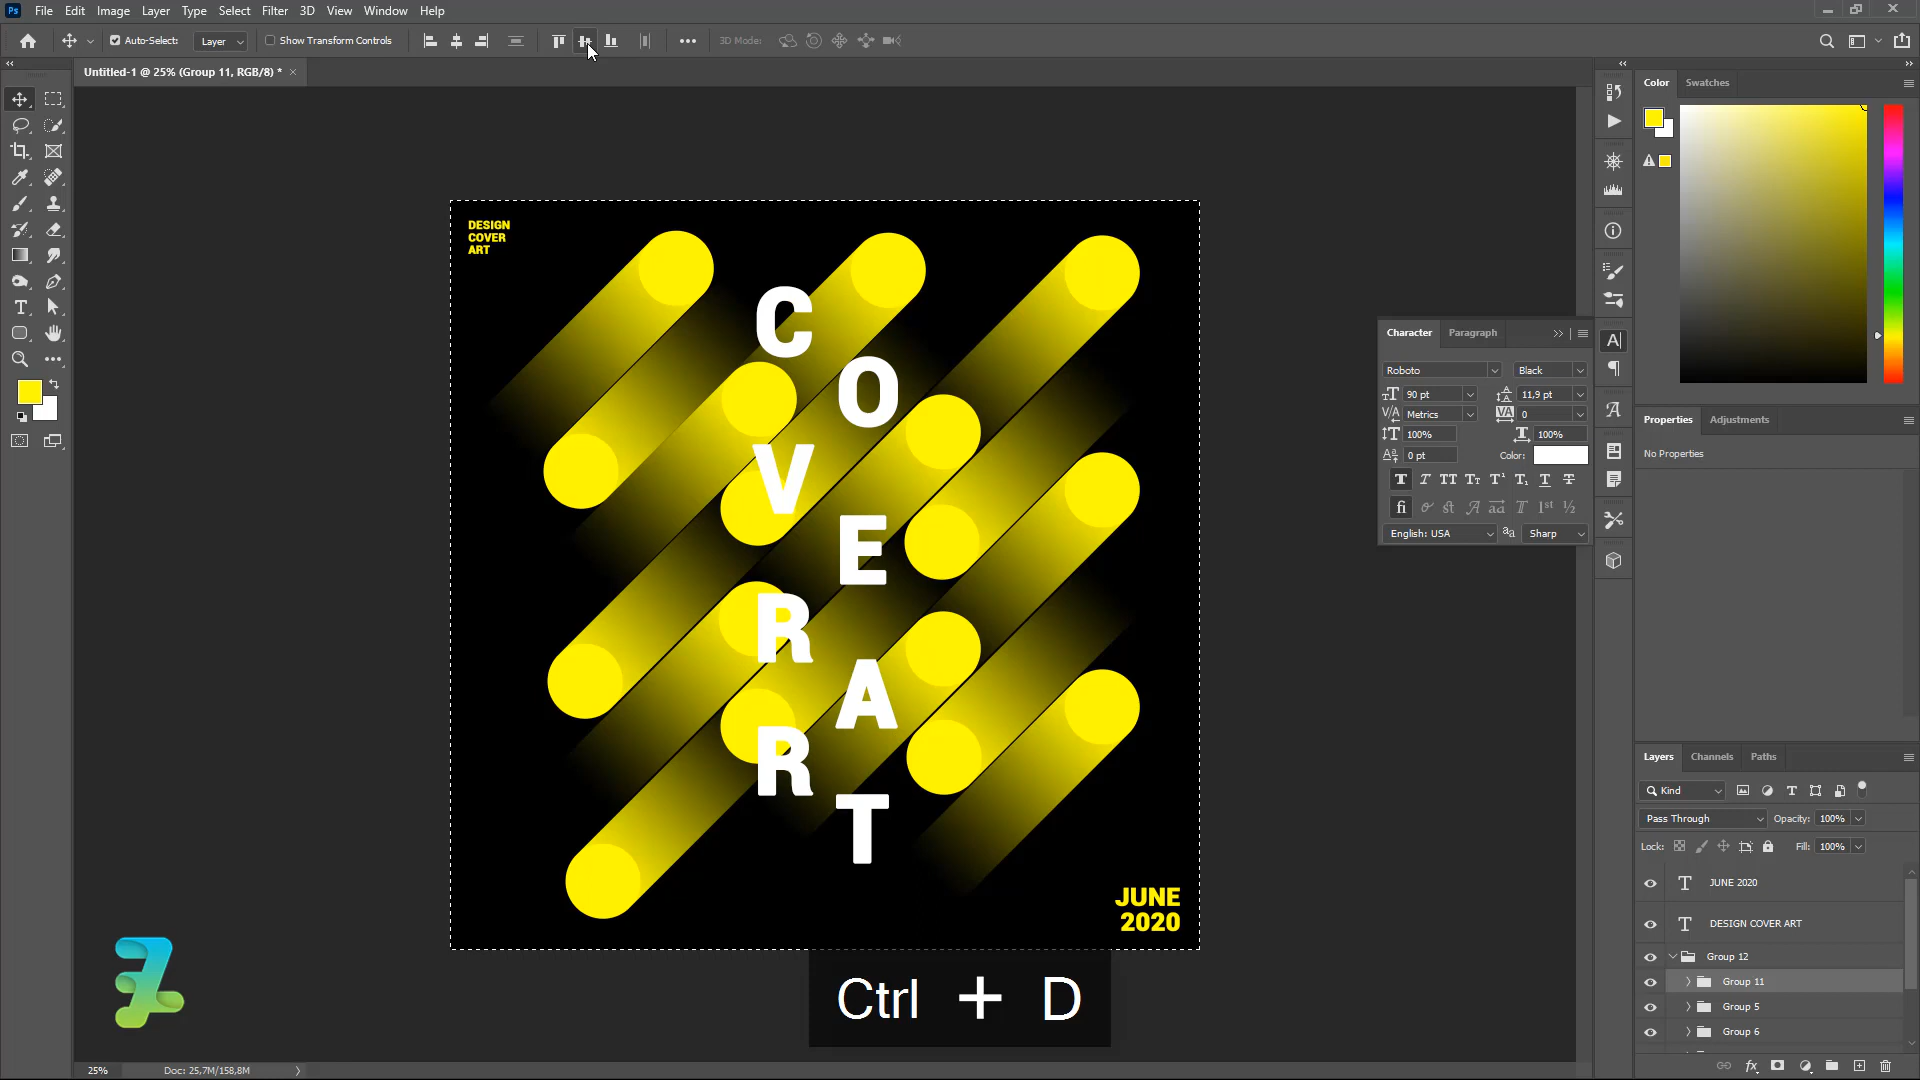 Ps File Edit Image Layer Type Select Filter 3D View Window Help
Auto-Select: Layer Show Transform Controls 3D Mode:
Untitled-1 @ 25% (Group 11, RGB/8) *
DESIGN
COVER
ART
C
O
V
E
R
A
R
T
JUNE
2020
Ctrl + D
25% Doc: 25,7M/158,8M
Character Paragraph
Roboto Black
90 pt 11,9 pt
Metrics 0
100% 100%
0 pt Color:
English: USA Sharp
Color Swatches
Properties Adjustments
No Properties
Layers Channels Paths
Kind
Pass Through Opacity: 100%
Lock: Fill: 100%
JUNE 2020
DESIGN COVER ART
Group 12
Group 11
Group 5
Group 6